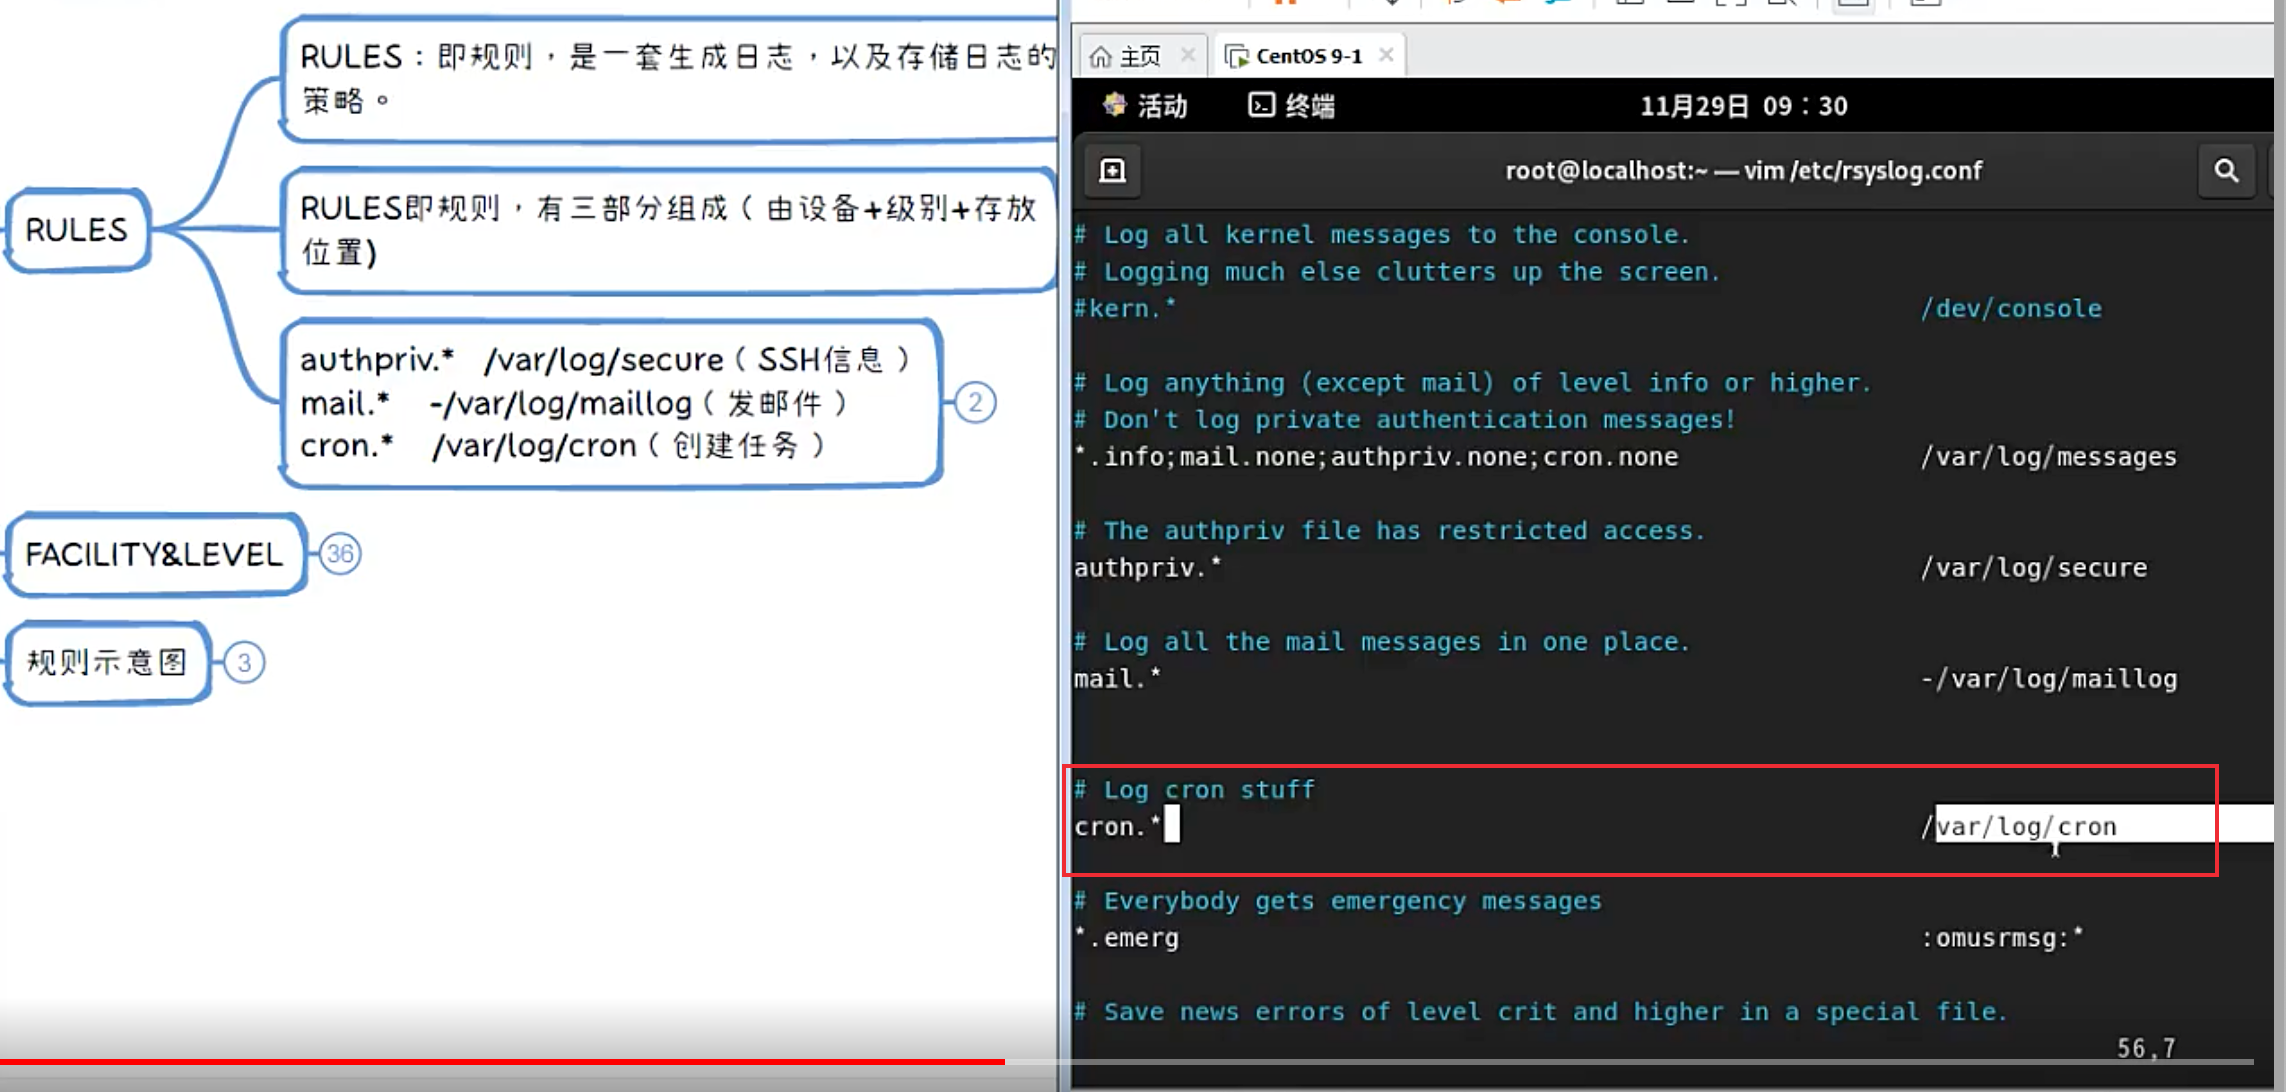 RULES：即规则，是一套生成日志，以及存储日志的
策略。
RULES
RULES即规则，有三部分组成（由设备+级别+存放
位置)
authpriv.* /var/log/secure（SSH信息）
mail.* -/var/log/maillog（发邮件）
cron.* /var/log/cron（创建任务）
2
FACILITY&LEVEL
36
规则示意图
3
主页
CentOS 9-1
活动
终端
11月29日 09：30
root@localhost:~ — vim /etc/rsyslog.conf
# Log all kernel messages to the console.
# Logging much else clutters up the screen.
#kern.* /dev/console
# Log anything (except mail) of level info or higher.
# Don't log private authentication messages!
*.info;mail.none;authpriv.none;cron.none /var/log/messages
# The authpriv file has restricted access.
authpriv.* /var/log/secure
# Log all the mail messages in one place.
mail.* -/var/log/maillog
# Log cron stuff
cron.* /var/log/cron
# Everybody gets emergency messages
*.emerg :omusrmsg:*
# Save news errors of level crit and higher in a special file.
56,7